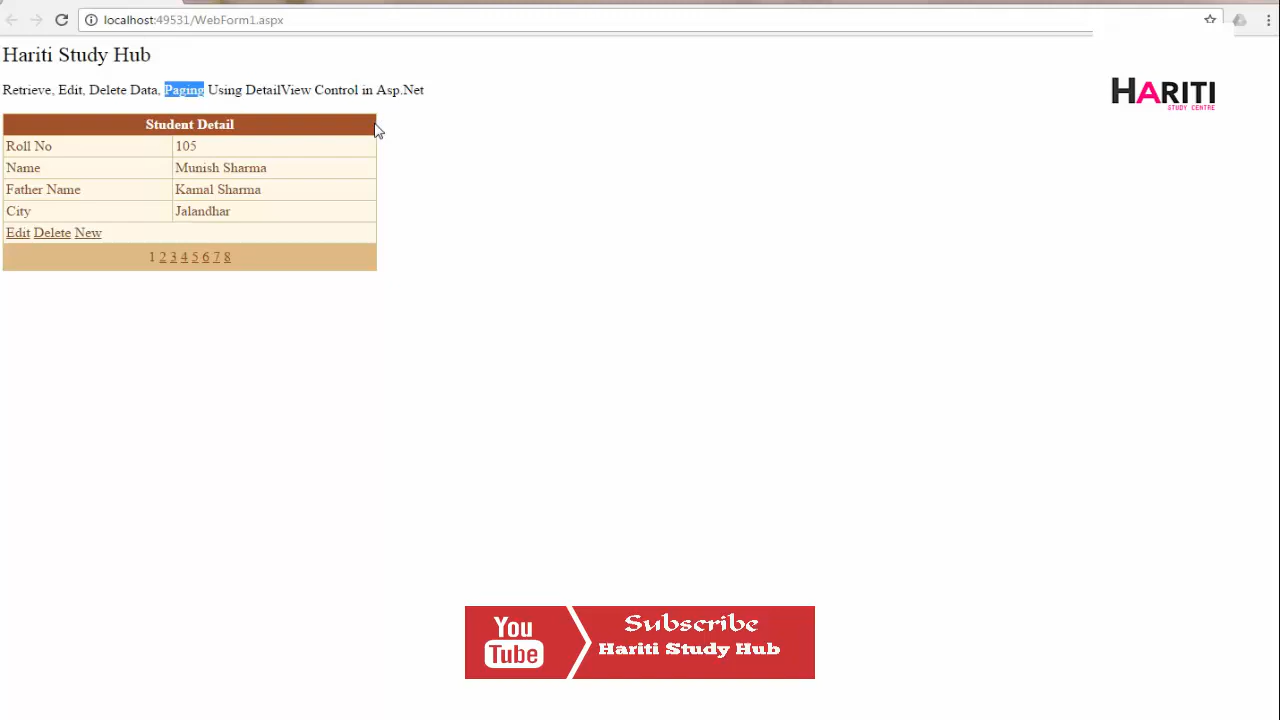 localhost:49531/WebForm1.aspx
Hariti Study Hub
HARITI
STUDY CENTRE
Retrieve, Edit, Delete Data, Paging Using DetailView Control in Asp.Net
Student Detail
Roll No 105
Name Munish Sharma
Father Name Kamal Sharma
City Jalandhar
Edit Delete New
1 2 3 4 5 6 7 8
You Tube
Subscribe
Hariti Study Hub